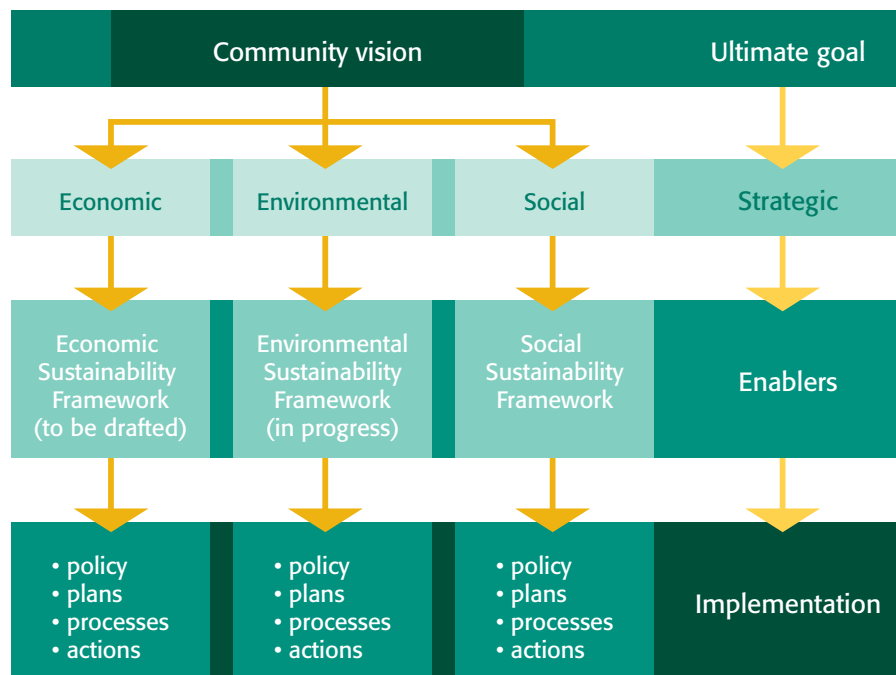 Community vision
Ultimate goal
Economic
Environmental
Social
Strategic
Economic
Sustainability
Framework
(to be drafted)
Environmental
Sustainability
Framework
(in progress)
Social
Sustainability
Framework
Enablers
• policy
• plans
• processes
• actions
• policy
• plans
• processes
• actions
• policy
• plans
• processes
• actions
Implementation